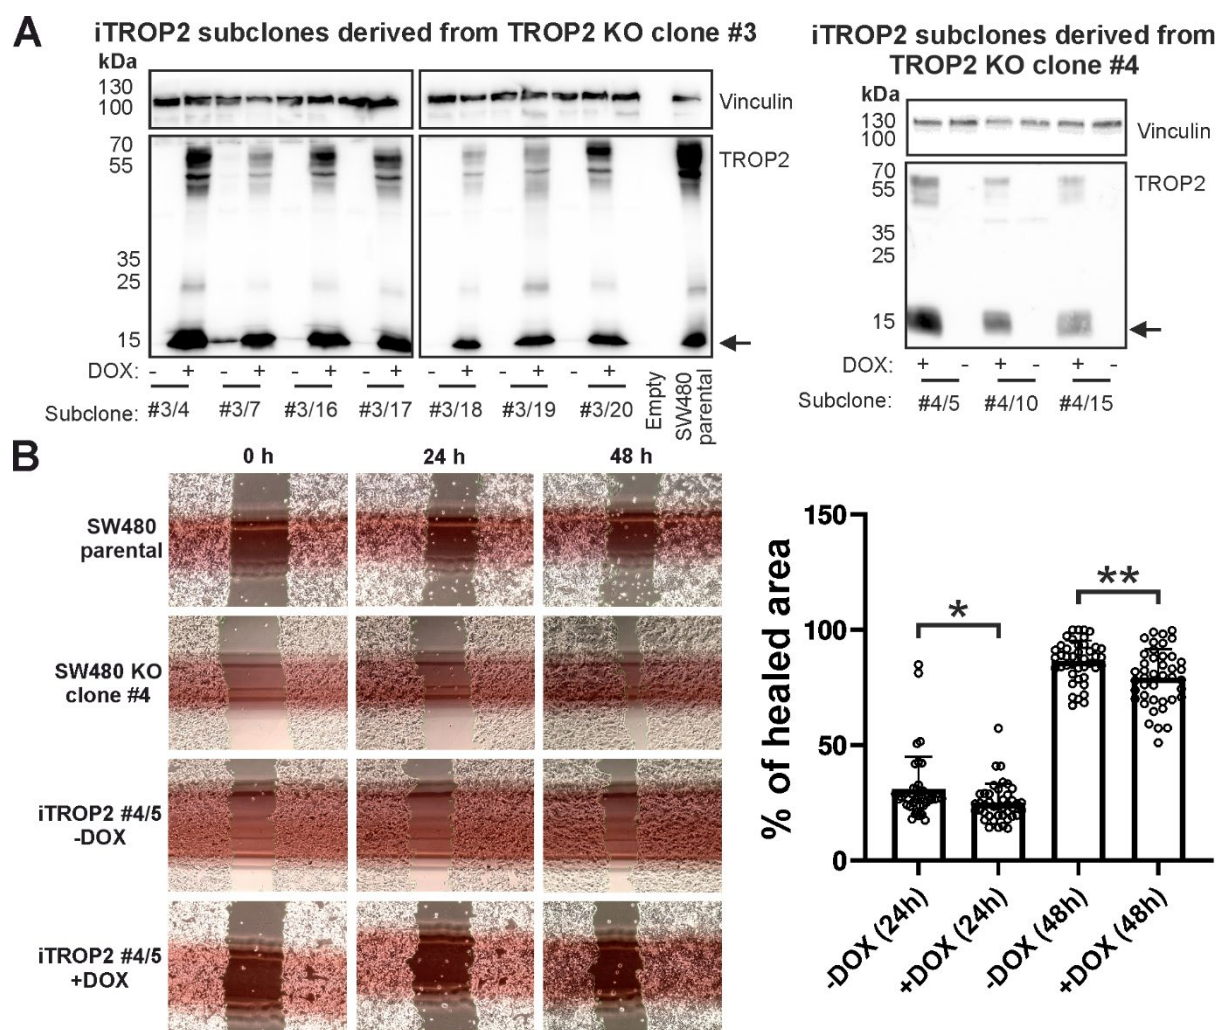 A
iTROP2 subclones derived from TROP2 KO clone #3
kDa
130
100
Vinculin
70
55
TROP2
35
25
15
DOX: - + - + - + - + - + - + - +
Subclone: #3/4 #3/7 #3/16 #3/17 #3/18 #3/19 #3/20
Empty
SW480
parental
iTROP2 subclones derived from
TROP2 KO clone #4
kDa
130
100
Vinculin
70
55
TROP2
35
25
15
DOX: + - + - + -
Subclone: #4/5 #4/10 #4/15
B
0 h 24 h 48 h
SW480
parental
SW480 KO
clone #4
iTROP2 #4/5
-DOX
iTROP2 #4/5
+DOX
% of healed area
150
100
50
0
*
**
-DOX (24h)
+DOX (24h)
-DOX (48h)
+DOX (48h)